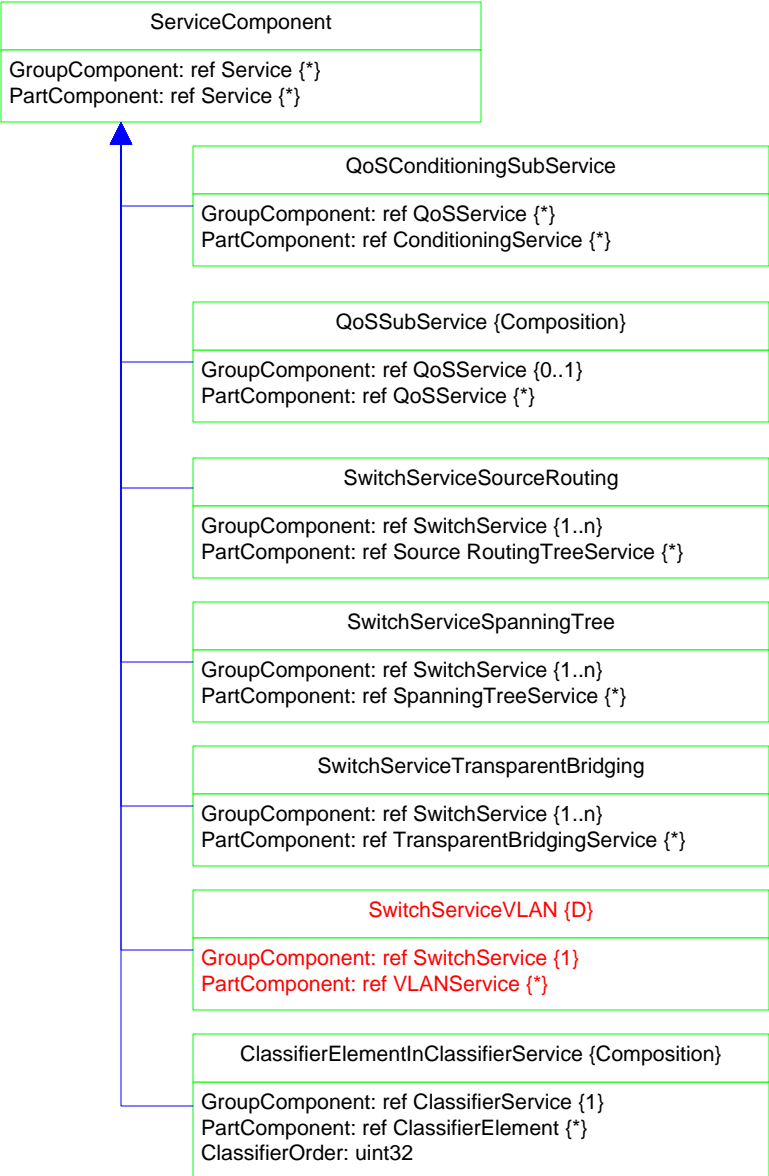 ServiceComponent
GroupComponent: ref Service {*}
PartComponent: ref Service {*}
QoSConditioningSubService
GroupComponent: ref QoSService {*}
PartComponent: ref ConditioningService {*}
QoSSubService {Composition}
GroupComponent: ref QoSService {0..1}
PartComponent: ref QoSService {*}
SwitchServiceSourceRouting
GroupComponent: ref SwitchService {1..n}
PartComponent: ref Source RoutingTreeService {*}
SwitchServiceSpanningTree
GroupComponent: ref SwitchService {1..n}
PartComponent: ref SpanningTreeService {*}
SwitchServiceTransparentBridging
GroupComponent: ref SwitchService {1..n}
PartComponent: ref TransparentBridgingService {*}
SwitchServiceVLAN {D}
GroupComponent: ref SwitchService {1}
PartComponent: ref VLANService {*}
ClassifierElementInClassifierService {Composition}
GroupComponent: ref ClassifierService {1}
PartComponent: ref ClassifierElement {*}
ClassifierOrder: uint32